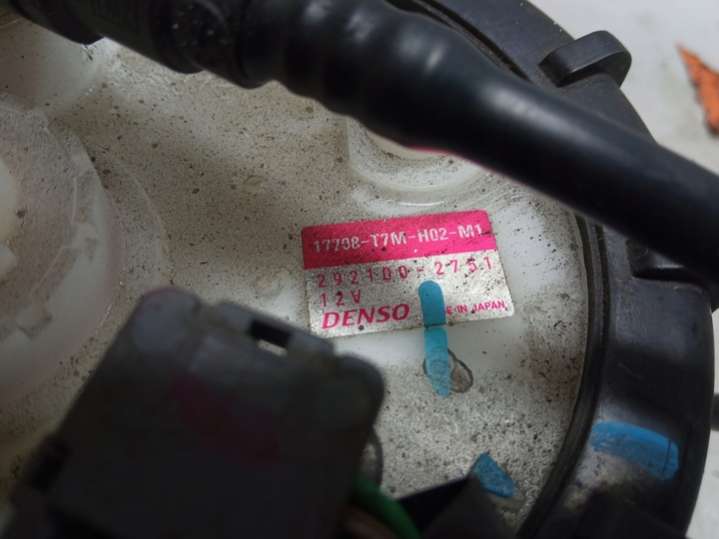 17708-T7M-H02-M1
292100-2751
12V
DENSO
IN JAPAN